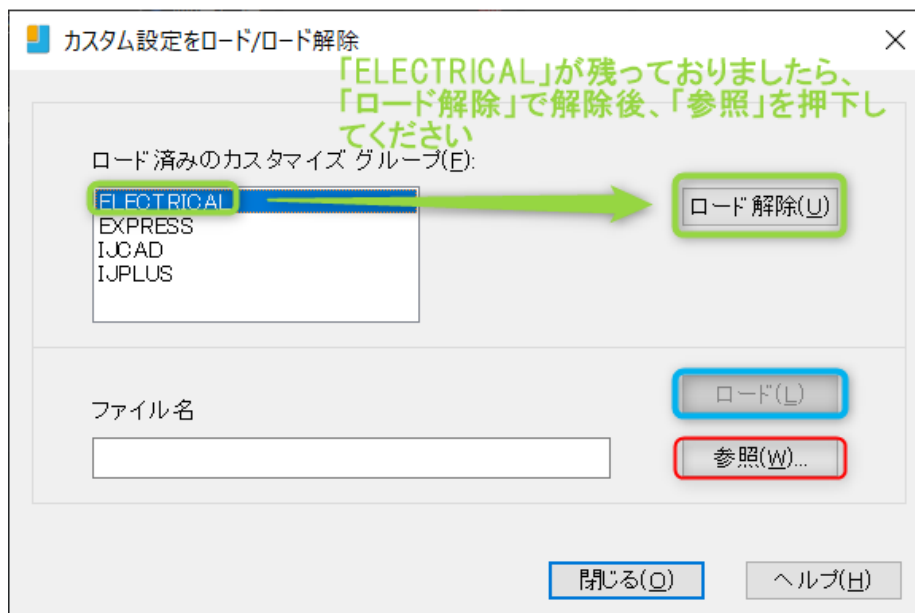 カスタム設定をロード/ロード解除
「ELECTRICAL」が残っておりましたら、
「ロード解除」で解除後、「参照」を押下し
てください
ロード済みのカスタマイズ グループ(F):
ELECTRICAL
ロード解除(U)
EXPRESS
IJCAD
IJPLUS
ロード(L)
ファイル名
参照(W)...
閉じる(O)
ヘルプ(H)